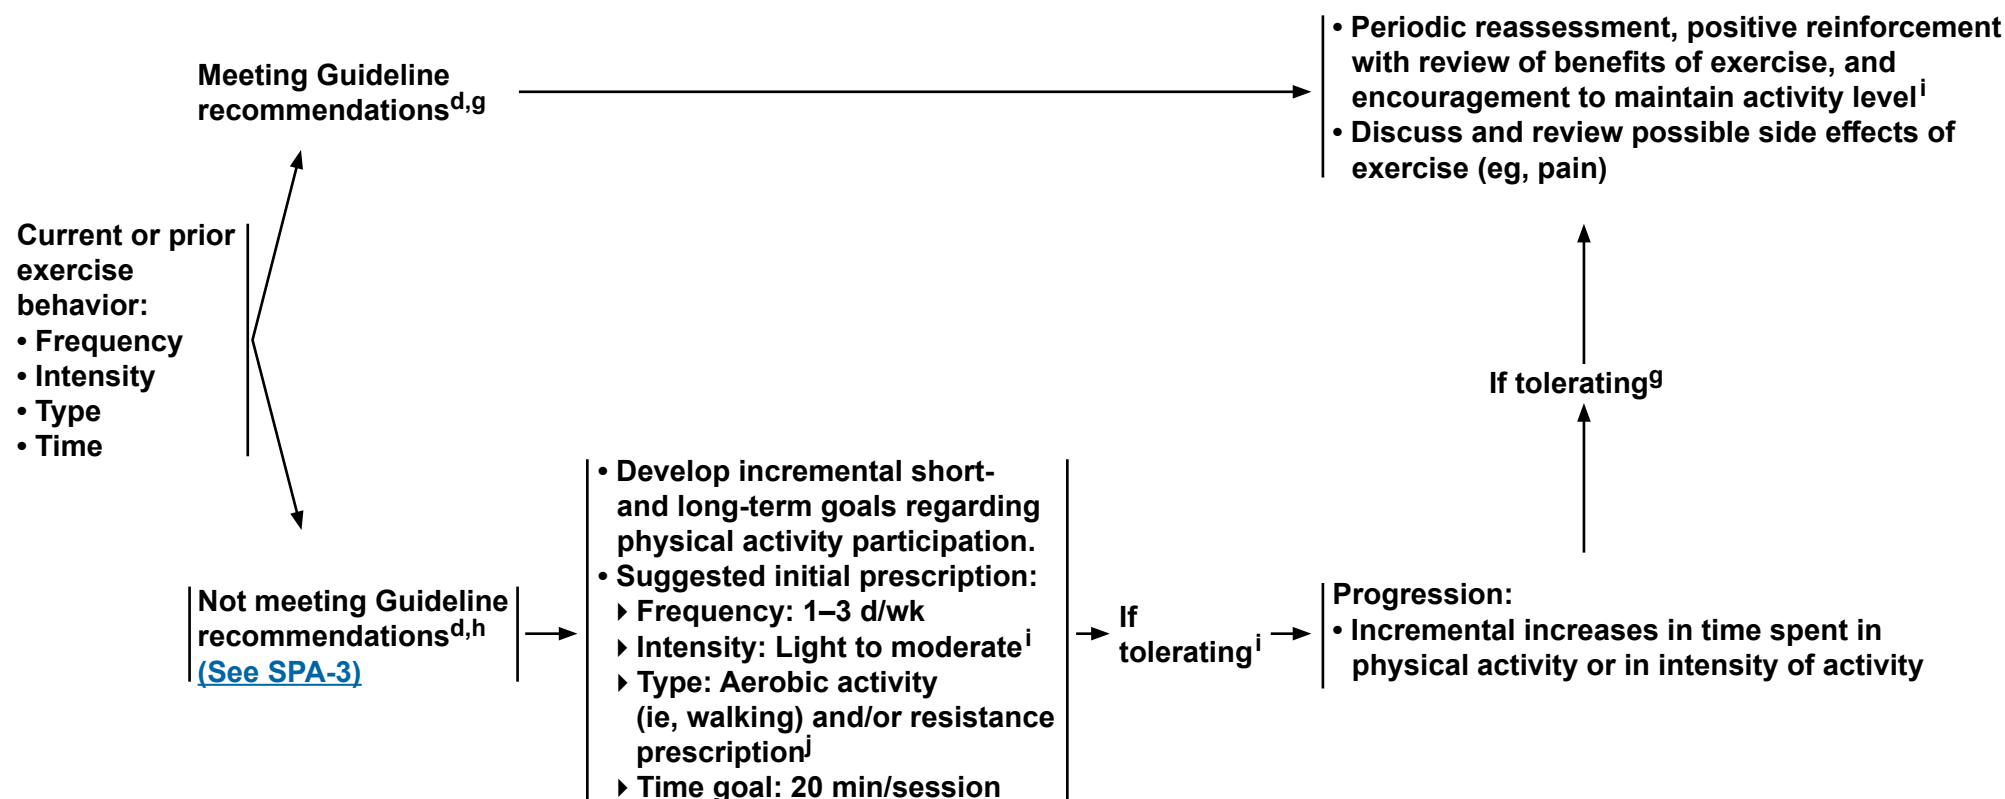 Meeting Guideline
recommendationsd,g
• Periodic reassessment, positive reinforcement
with review of benefits of exercise, and
encouragement to maintain activity leveli
• Discuss and review possible side effects of
exercise (eg, pain)
Current or prior
exercise
behavior:
• Frequency
• Intensity
• Type
• Time
Not meeting Guideline
recommendationsd,h
(See SPA-3)
• Develop incremental short-
and long-term goals regarding
physical activity participation.
• Suggested initial prescription:
▸ Frequency: 1–3 d/wk
▸ Intensity: Light to moderatei
▸ Type: Aerobic activity
(ie, walking) and/or resistance
prescriptionj
▸ Time goal: 20 min/session
If
toleratingi
Progression:
• Incremental increases in time spent in
physical activity or in intensity of activity
If toleratingg